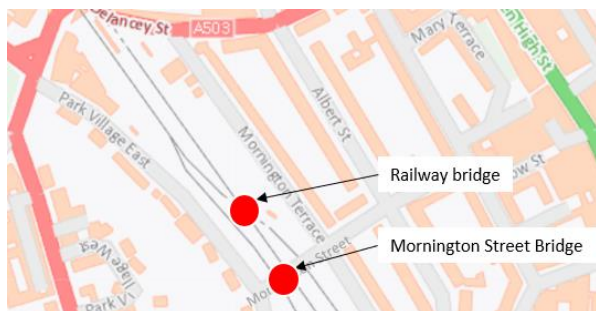 Delancey St
A503
Mary Terrace
High St
Park Village East
Albert St
Mornington Terrace
Railway bridge
Street
Mornington Street Bridge